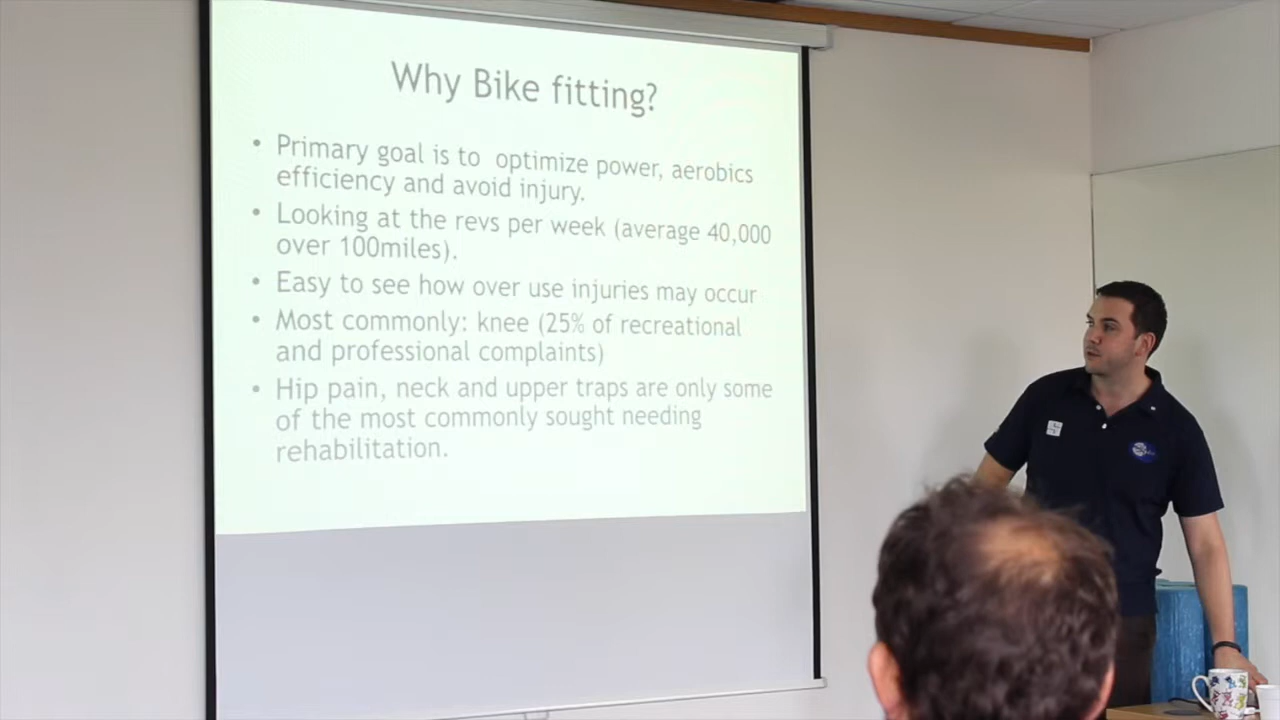 Why Bike fitting?
• Primary goal is to optimize power, aerobics
efficiency and avoid injury.
• Looking at the revs per week (average 40,000
over 100miles).
• Easy to see how over use injuries may occur
• Most commonly: knee (25% of recreational
and professional complaints)
• Hip pain, neck and upper traps are only some
of the most commonly sought needing
rehabilitation.